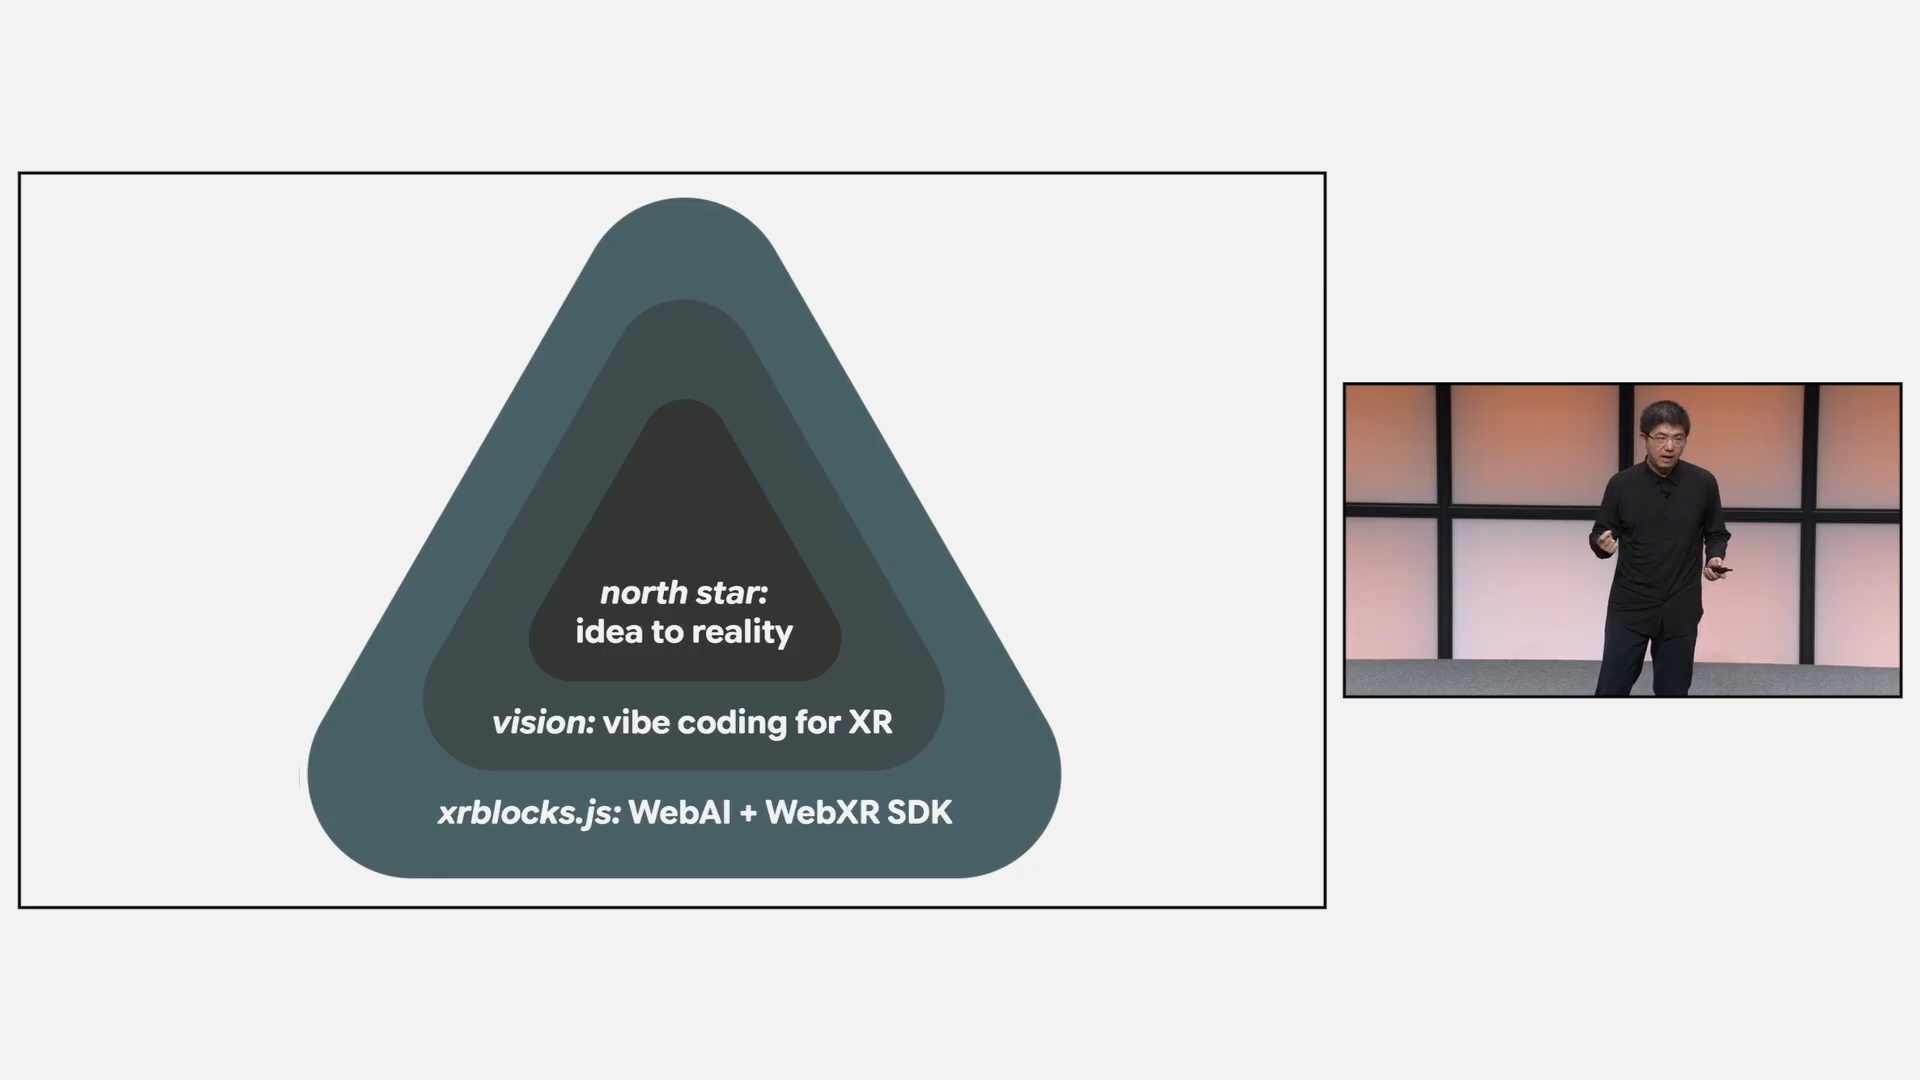 north star:
idea to reality
vision: vibe coding for XR
xrblocks.js: WebAI + WebXR SDK